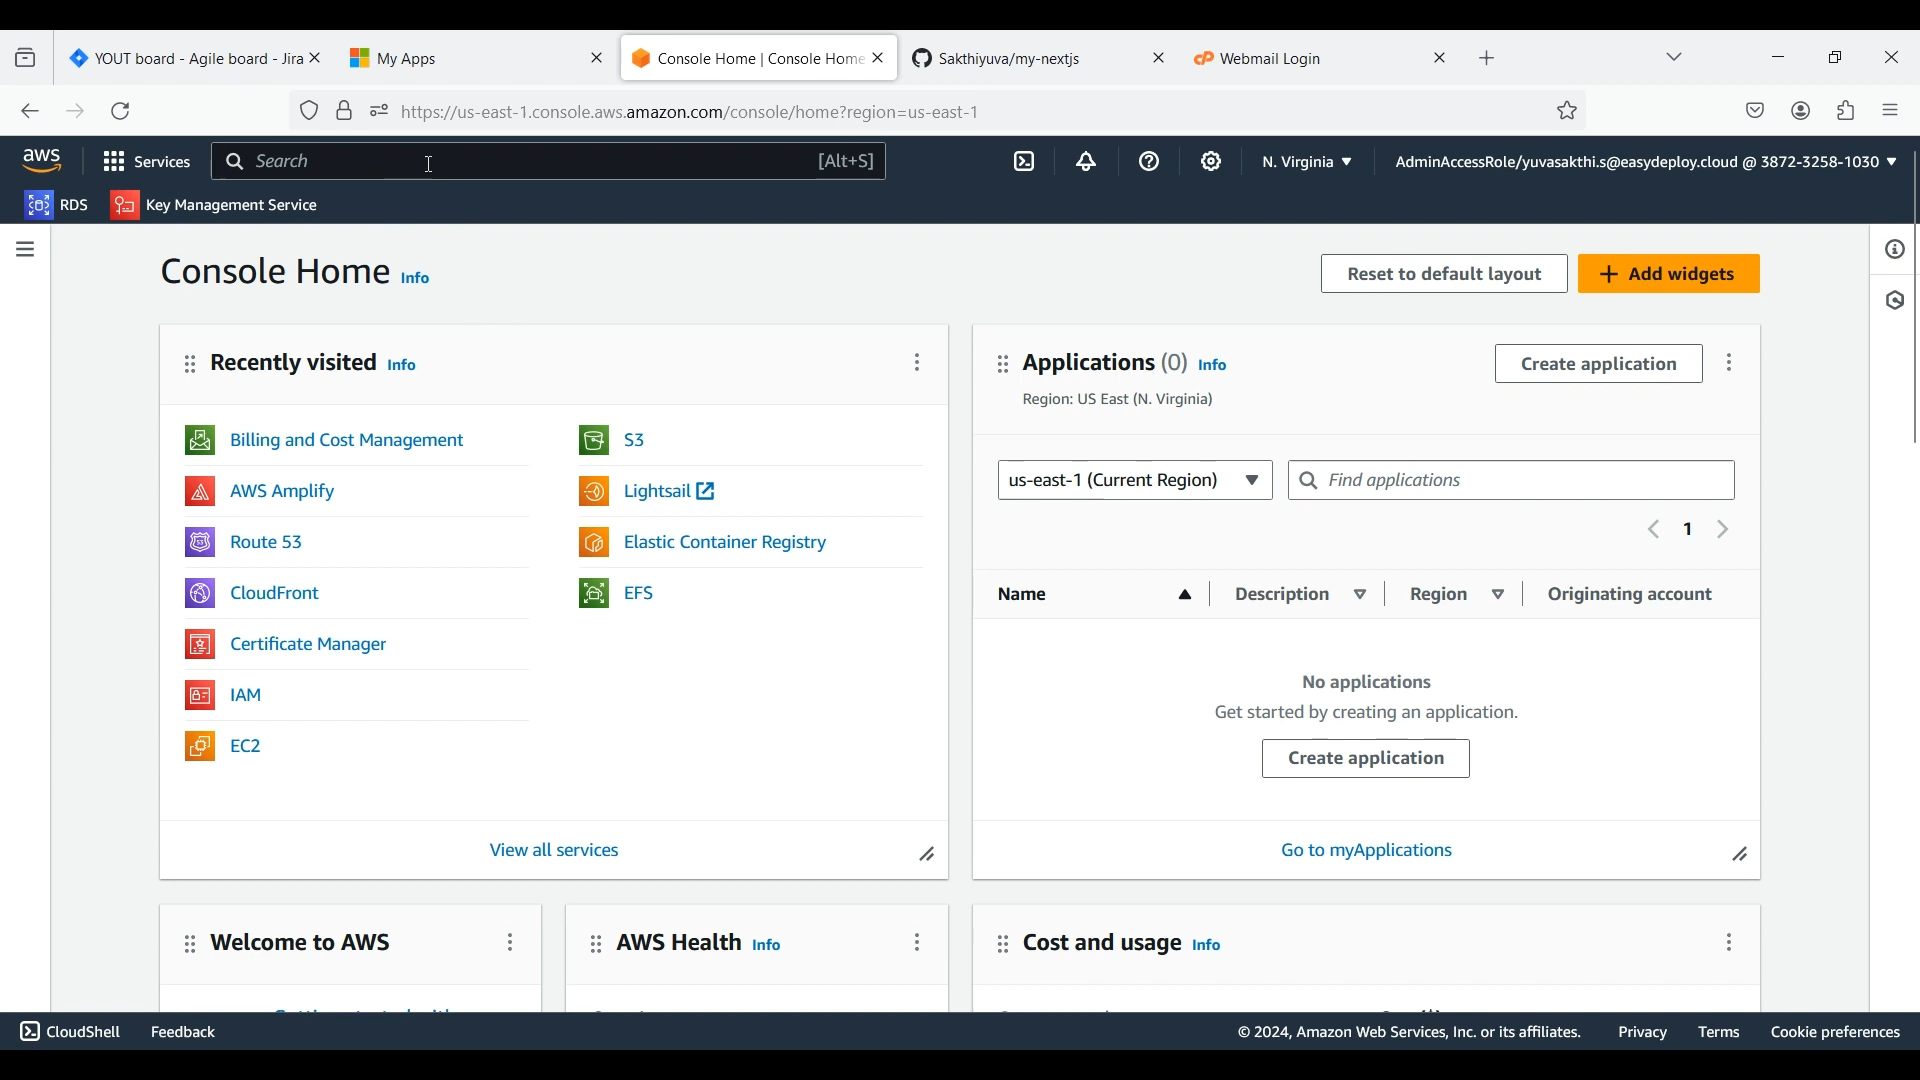 YOUT board - Agile board - Jira
My Apps
Console Home | Console Home
Sakthiyuva/my-nextjs
Webmail Login
https://us-east-1.console.aws.amazon.com/console/home?region=us-east-1
aws
Services
Search
[Alt+S]
N. Virginia
AdminAccessRole/yuvasakthi.s@easydeploy.cloud @ 3872-3258-1030
RDS
Key Management Service
Console Home Info
Reset to default layout
Add widgets
Recently visited Info
Billing and Cost Management
AWS Amplify
Route 53
CloudFront
Certificate Manager
IAM
EC2
S3
Lightsail
Elastic Container Registry
EFS
View all services
Applications (0) Info
Region: US East (N. Virginia)
Create application
us-east-1 (Current Region)
Find applications
1
Name
Description
Region
Originating account
No applications
Get started by creating an application.
Create application
Go to myApplications
Welcome to AWS
AWS Health Info
Cost and usage Info
CloudShell
Feedback
© 2024, Amazon Web Services, Inc. or its affiliates.
Privacy
Terms
Cookie preferences